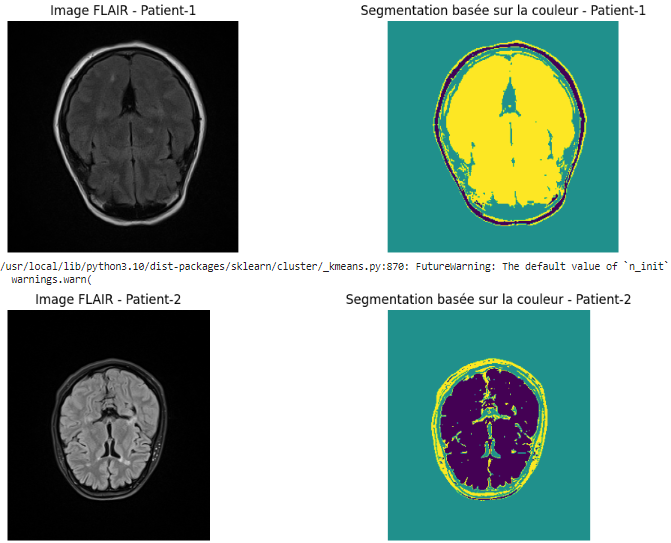 Image FLAIR - Patient-1
Segmentation basée sur la couleur - Patient-1
/usr/local/lib/python3.10/dist-packages/sklearn/cluster/_kmeans.py:870: FutureWarning: The default value of `n_init`
warnings.warn(
Image FLAIR - Patient-2
Segmentation basée sur la couleur - Patient-2